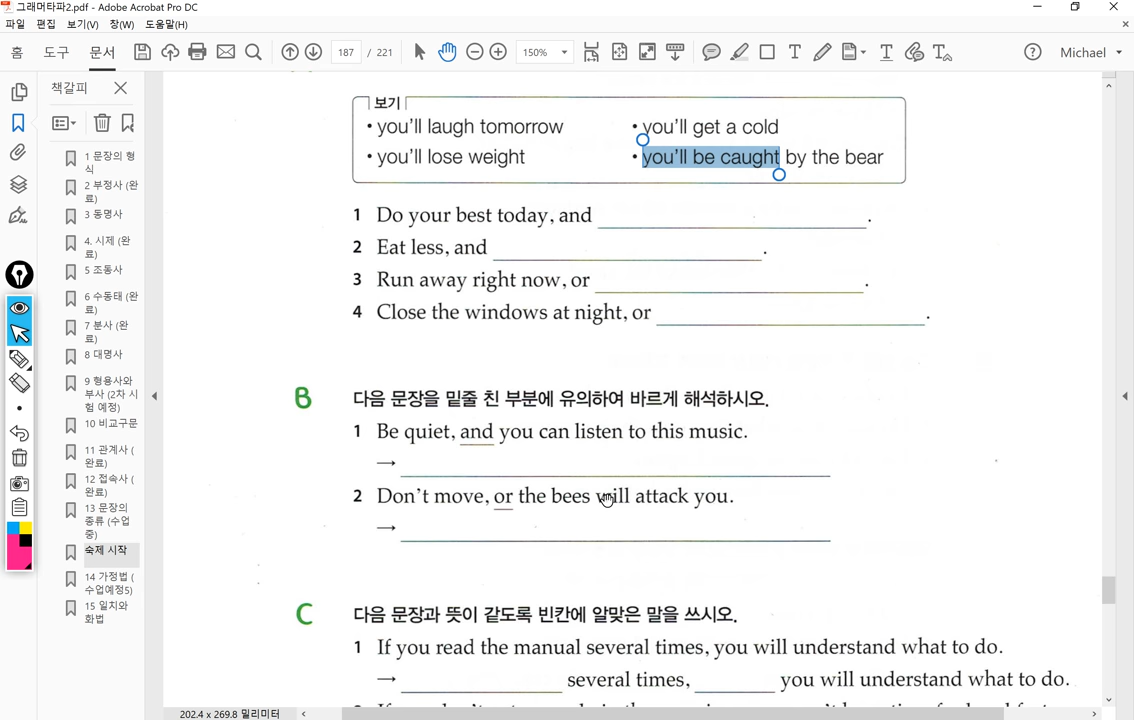 그래머타파2.pdf - Adobe Acrobat Pro DC
파일 편집 보기(V) 창(W) 도움말(H)
홈 도구 문서 187 / 221 150% Michael
책갈피
1 문장의 형
식
2 부정사 (완
료)
3 동명사
4. 시제 (완
료)
5 조동사
6 수동태 (완
료)
7 분사 (완
료)
8 대명사
9 형용사와
부사 (2차 시
험 예정)
10 비교구문
11 관계사 (
완료)
12 접속사 (
완료)
13 문장의
종류 (수업
중)
숙제 시작
14 가정법 (
수업예정5)
15 일치와
화법
보기
• you'll laugh tomorrow • you'll get a cold
• you'll lose weight • you'll be caught by the bear
1 Do your best today, and ____________.
2 Eat less, and ____________.
3 Run away right now, or ____________.
4 Close the windows at night, or ____________.
B 다음 문장을 밑줄 친 부분에 유의하여 바르게 해석하시오.
1 Be quiet, and you can listen to this music.
→ ____________
2 Don't move, or the bees will attack you.
→ ____________
C 다음 문장과 뜻이 같도록 빈칸에 알맞은 말을 쓰시오.
1 If you read the manual several times, you will understand what to do.
→ ____________ several times, ______ you will understand what to do.
202.4 x 269.8 밀리미터